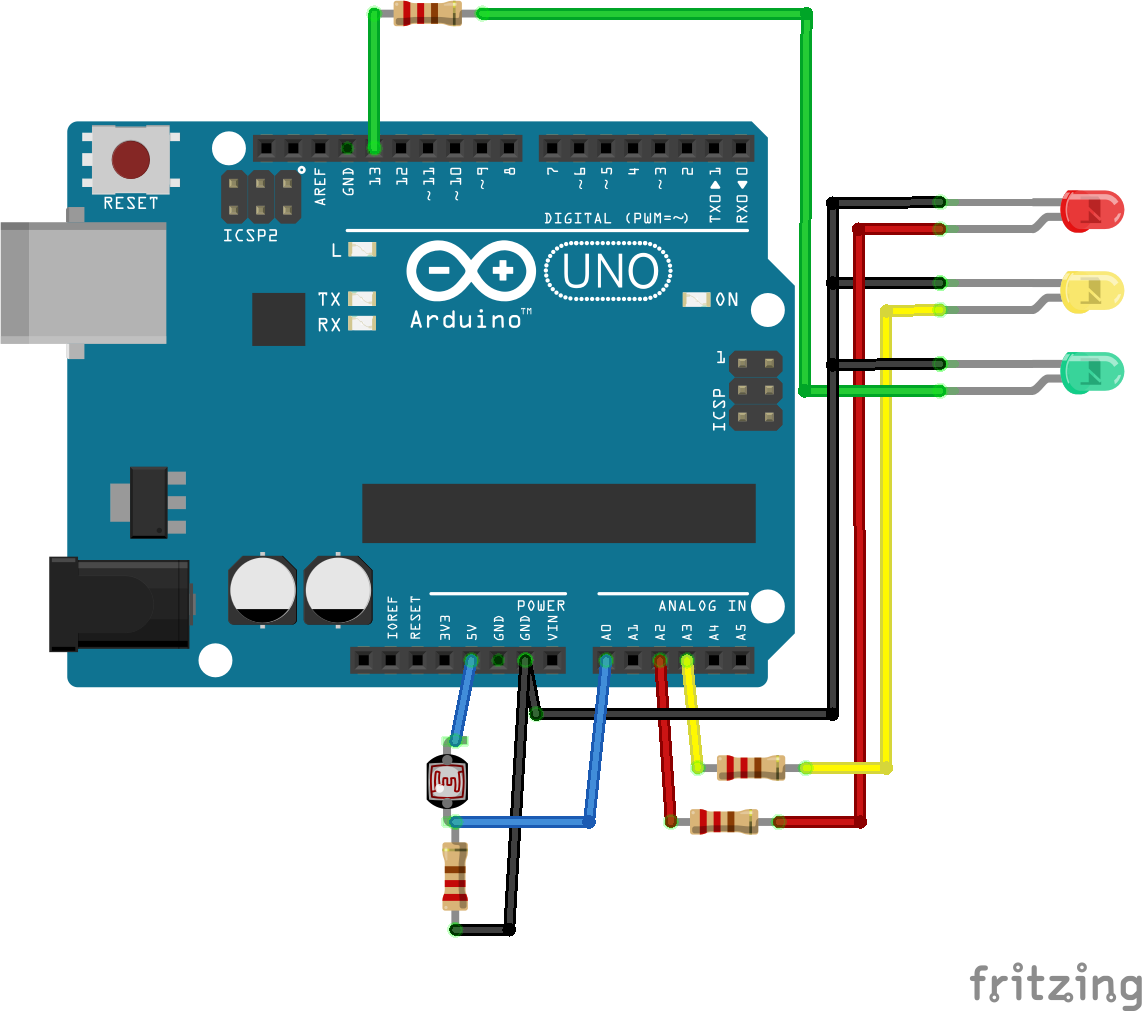 RESET
ICSP2
AREF
GND
13
12
~11
~10
~9
8
7
~6
~5
4
~3
2
TX0▶1
RX0◀0
DIGITAL (PWM=~)
L
TX
RX
UNO
Arduino™
ON
1
ICSP
IOREF
RESET
3V3
5V
GND
GND
VIN
POWER
A0
A1
A2
A3
A4
A5
ANALOG IN
fritzing